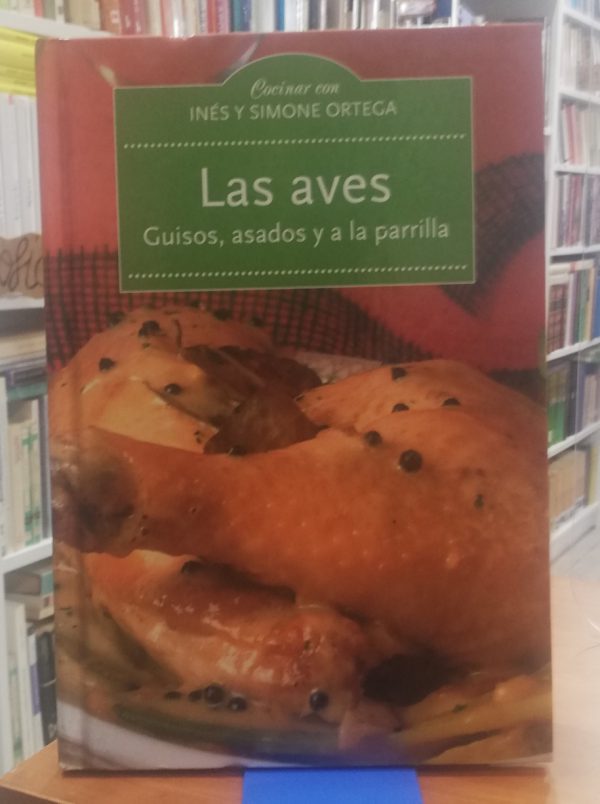 Cocinar con
INÉS Y SIMONE ORTEGA
Las aves
Guisos, asados y a la parrilla